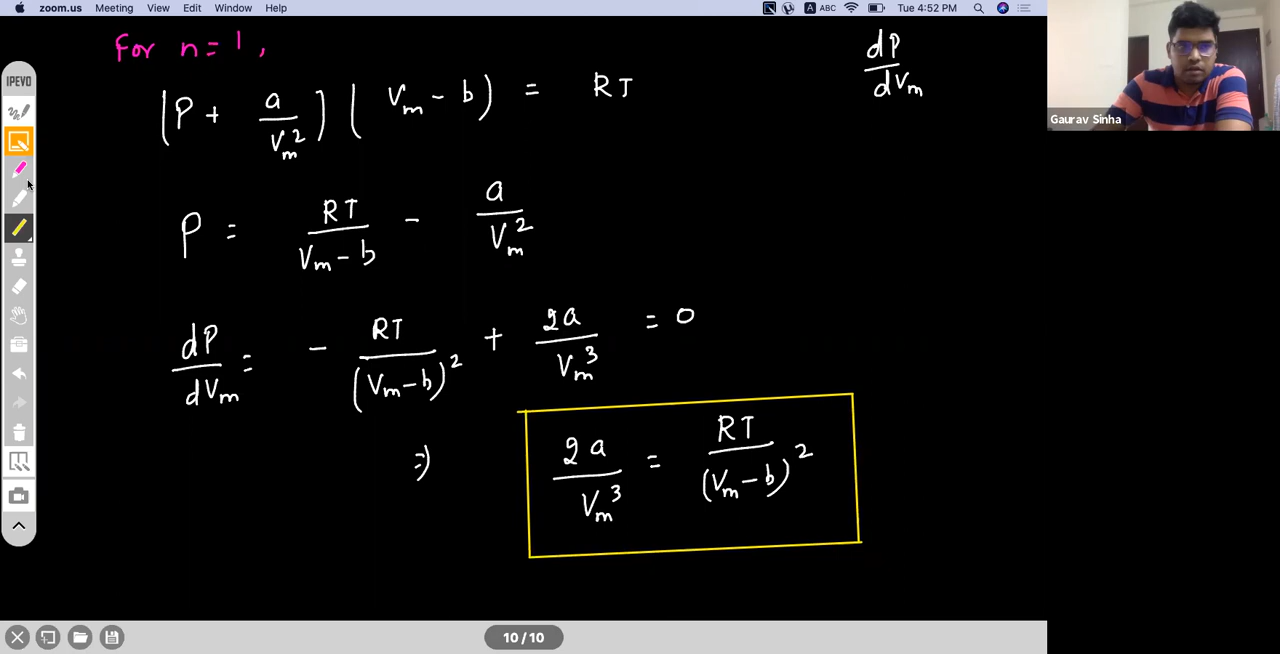 zoom.us Meeting View Edit Window Help A ABC Tue 4:52 PM
IPEVO
For n = 1,
(P + a/Vm²) (Vm - b) = RT
dP/dVm
Gaurav Sinha
P = RT/(Vm - b) - a/Vm²
dP/dVm = - RT/(Vm - b)² + 2a/Vm³ = 0
⇒ 2a/Vm³ = RT/(Vm - b)²
10/10